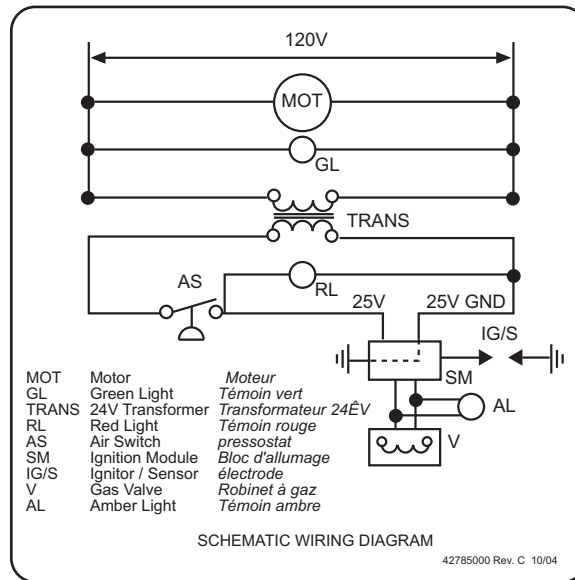 120V
MOT
GL
TRANS
AS
RL
25V 25V GND
IG/S
SM
AL
V
MOT Motor Moteur
GL Green Light Témoin vert
TRANS 24V Transformer Transformateur 24ÊV
RL Red Light Témoin rouge
AS Air Switch pressostat
SM Ignition Module Bloc d'allumage
IG/S Ignitor / Sensor électrode
V Gas Valve Robinet à gaz
AL Amber Light Témoin ambre
SCHEMATIC WIRING DIAGRAM
42785000 Rev. C 10/04